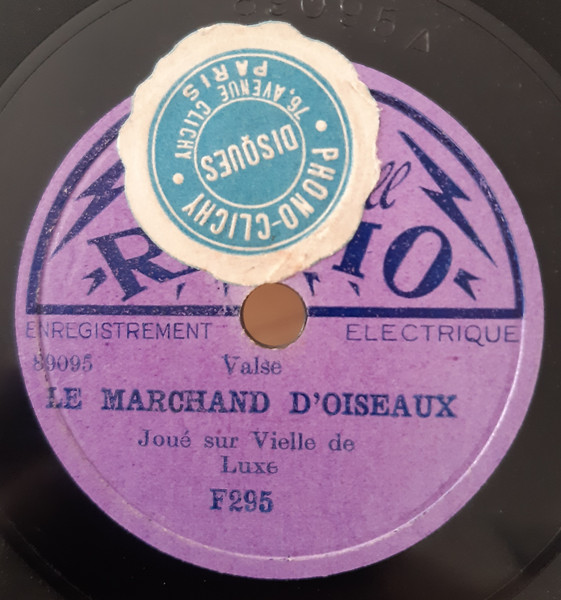 89095A
PHONO-CLICHY
76, AVENUE CLICHY
PARIS
DISQUES
ENREGISTREMENT ELECTRIQUE
89095 Valse
LE MARCHAND D'OISEAUX
Joué sur Vielle de
Luxe
F295